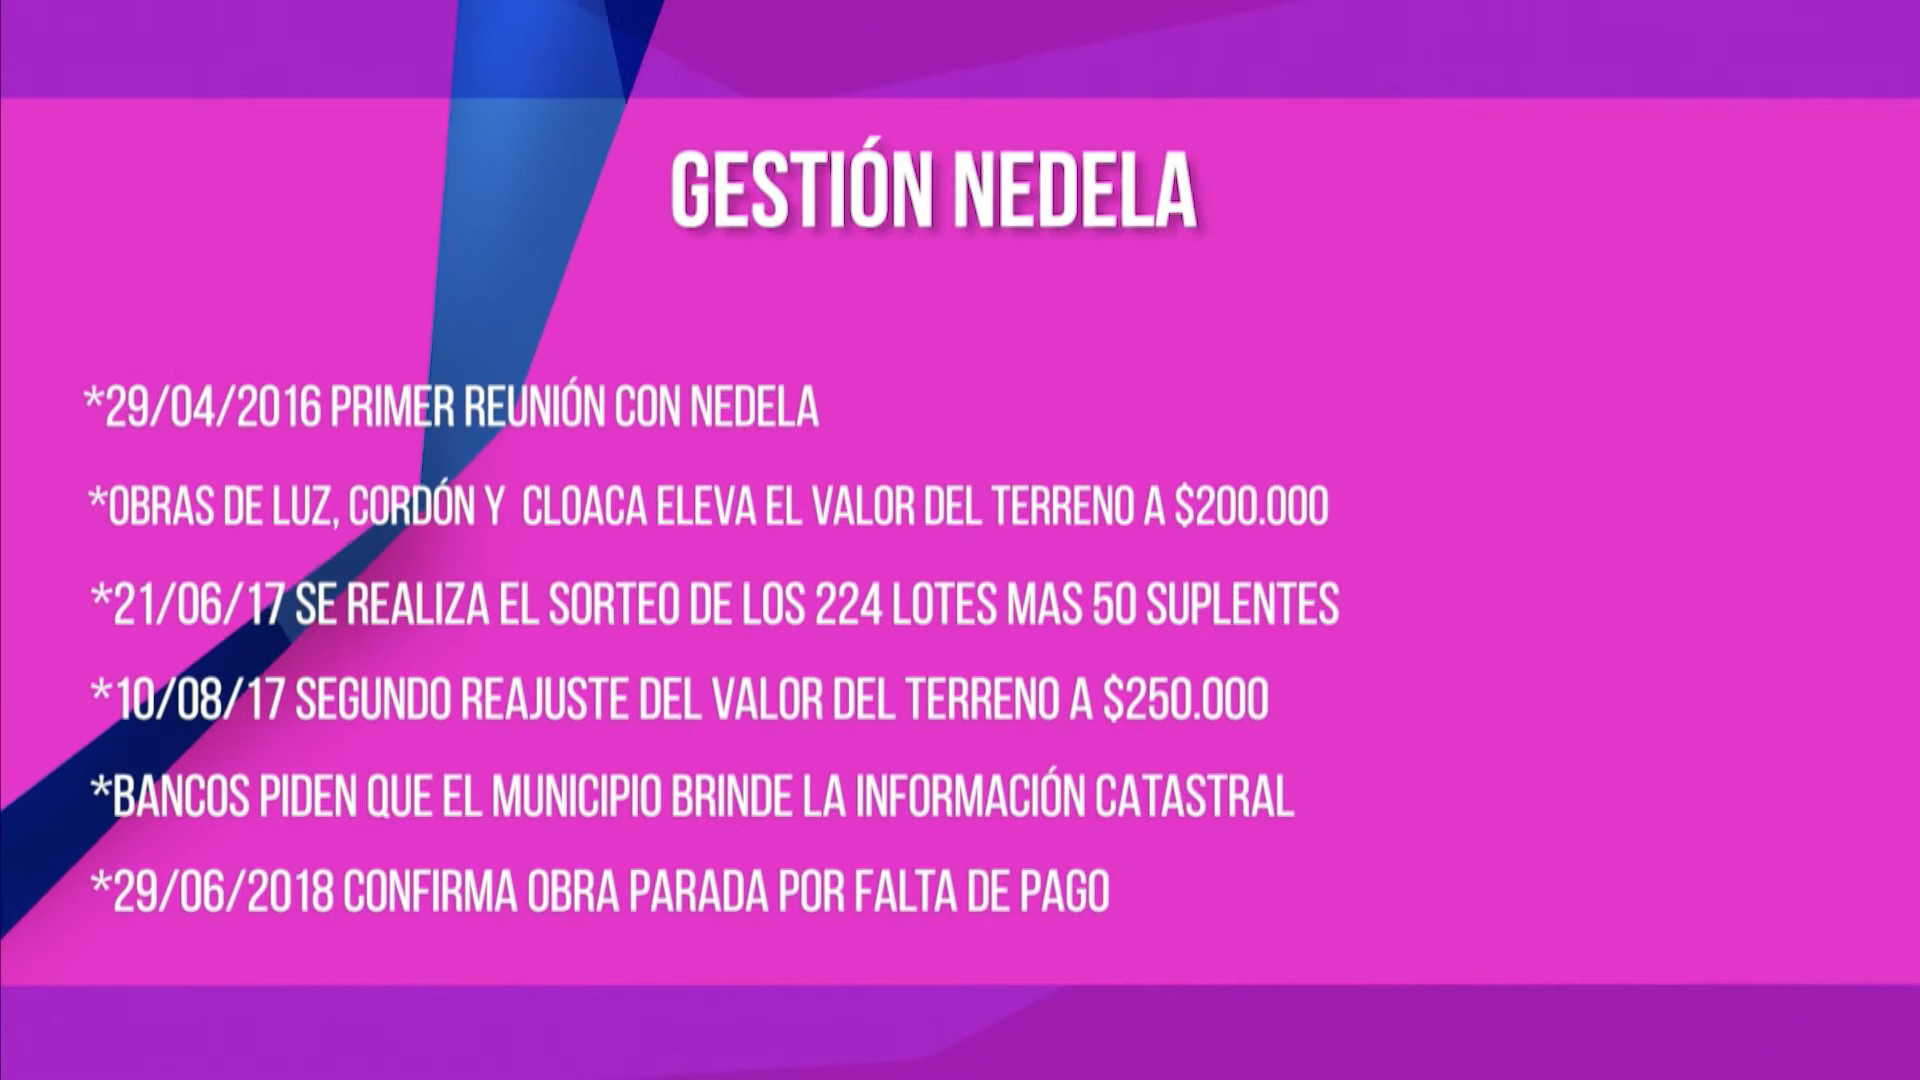 GESTIÓN NEDELA
*29/04/2016 PRIMER REUNIÓN CON NEDELA
*OBRAS DE LUZ, CORDÓN Y CLOACA ELEVA EL VALOR DEL TERRENO A $200.000
*21/06/17 SE REALIZA EL SORTEO DE LOS 224 LOTES MAS 50 SUPLENTES
*10/08/17 SEGUNDO REAJUSTE DEL VALOR DEL TERRENO A $250.000
*BANCOS PIDEN QUE EL MUNICIPIO BRINDE LA INFORMACIÓN CATASTRAL
*29/06/2018 CONFIRMA OBRA PARADA POR FALTA DE PAGO